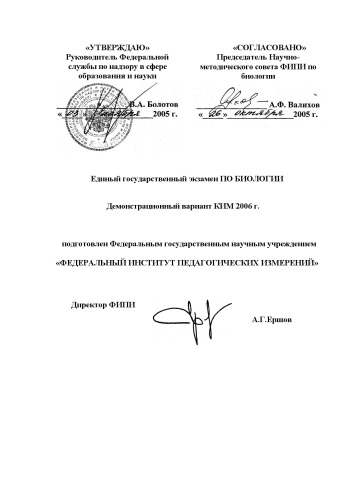 «УТВЕРЖДАЮ»
Руководитель Федеральной
службы по надзору в сфере
образования и науки
В.А. Болотов
« 03 » ноября 2005 г.
«СОГЛАСОВАНО»
Председатель Научно-
методического совета ФИПИ по
биологии
А.Ф. Валихов
« 26 » октября 2005 г.
Единый государственный экзамен ПО БИОЛОГИИ
Демонстрационный вариант КИМ 2006 г.
подготовлен Федеральным государственным научным учреждением
«ФЕДЕРАЛЬНЫЙ ИНСТИТУТ ПЕДАГОГИЧЕСКИХ ИЗМЕРЕНИЙ»
Директор ФИПИ
А.Г.Ершов